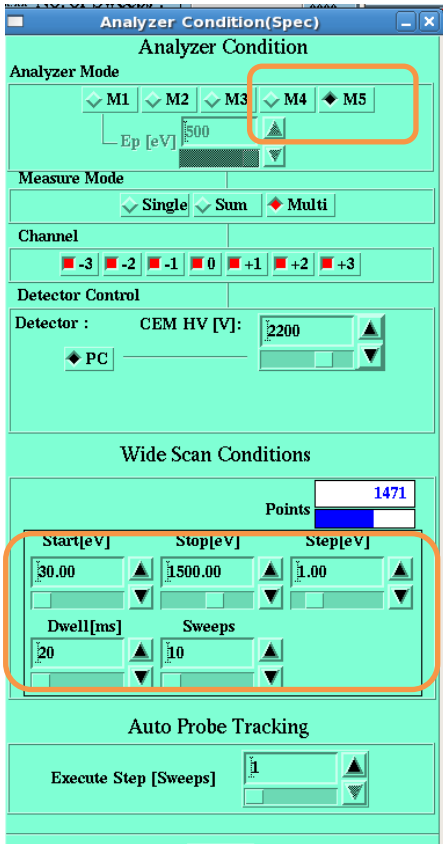 No. of Sweeps :
Analyzer Condition(Spec)
Analyzer Condition
Analyzer Mode
M1 M2 M3 M4 M5
Ep [eV] 500
Measure Mode
Single Sum Multi
Channel
-3 -2 -1 0 +1 +2 +3
Detector Control
Detector : CEM HV [V]: 2200
PC
Wide Scan Conditions
1471
Points
Start[eV] Stop[eV] Step[eV]
30.00 1500.00 1.00
Dwell[ms] Sweeps
20 10
Auto Probe Tracking
Execute Step [Sweeps] 1